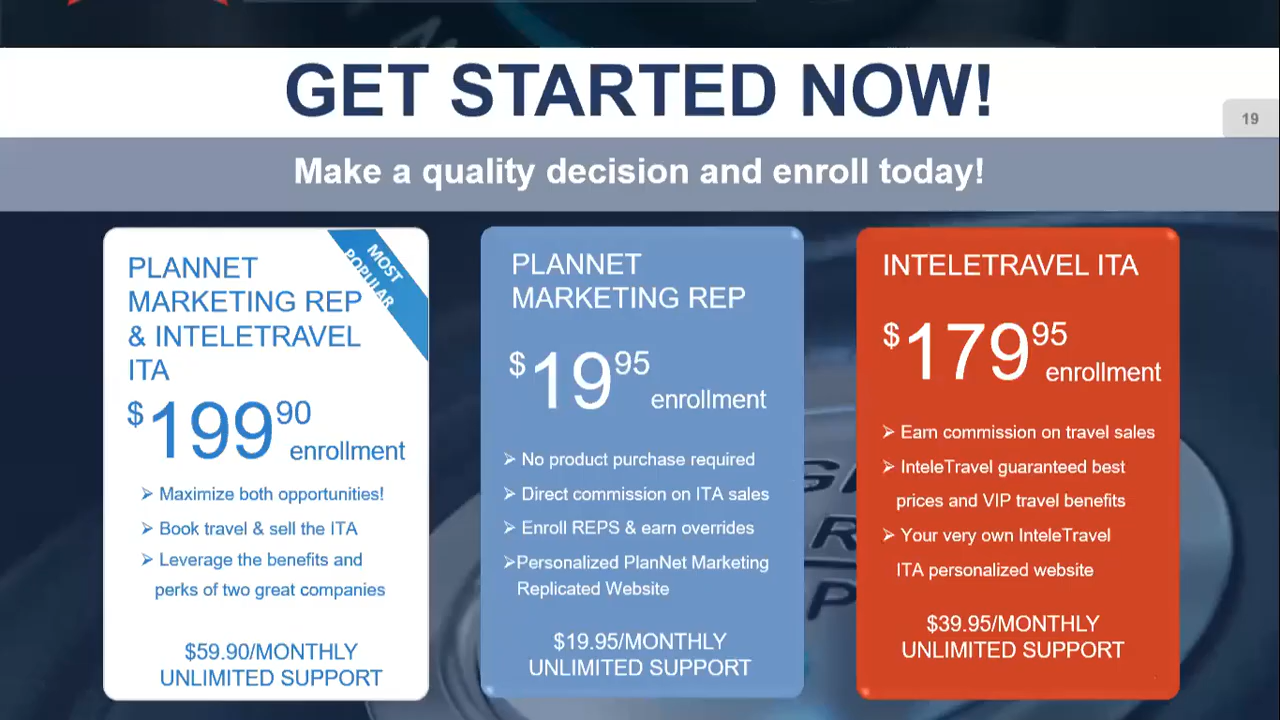 GET STARTED NOW!
19
Make a quality decision and enroll today!
MOST
POPULAR
PLANNET
MARKETING REP
& INTELETRAVEL
ITA
$199.90
enrollment
➢ Maximize both opportunities!
➢ Book travel & sell the ITA
➢ Leverage the benefits and
perks of two great companies
$59.90/MONTHLY
UNLIMITED SUPPORT
PLANNET
MARKETING REP
$19 95
enrollment
➢ No product purchase required
➢ Direct commission on ITA sales
➢ Enroll REPS & earn overrides
➢Personalized PlanNet Marketing
Replicated Website
$19.95/MONTHLY
UNLIMITED SUPPORT
INTELETRAVEL ITA
$179 95
enrollment
➢ Earn commission on travel sales
➢ InteleTravel guaranteed best
prices and VIP travel benefits
➢ Your very own InteleTravel
ITA personalized website
$39.95/MONTHLY
UNLIMITED SUPPORT